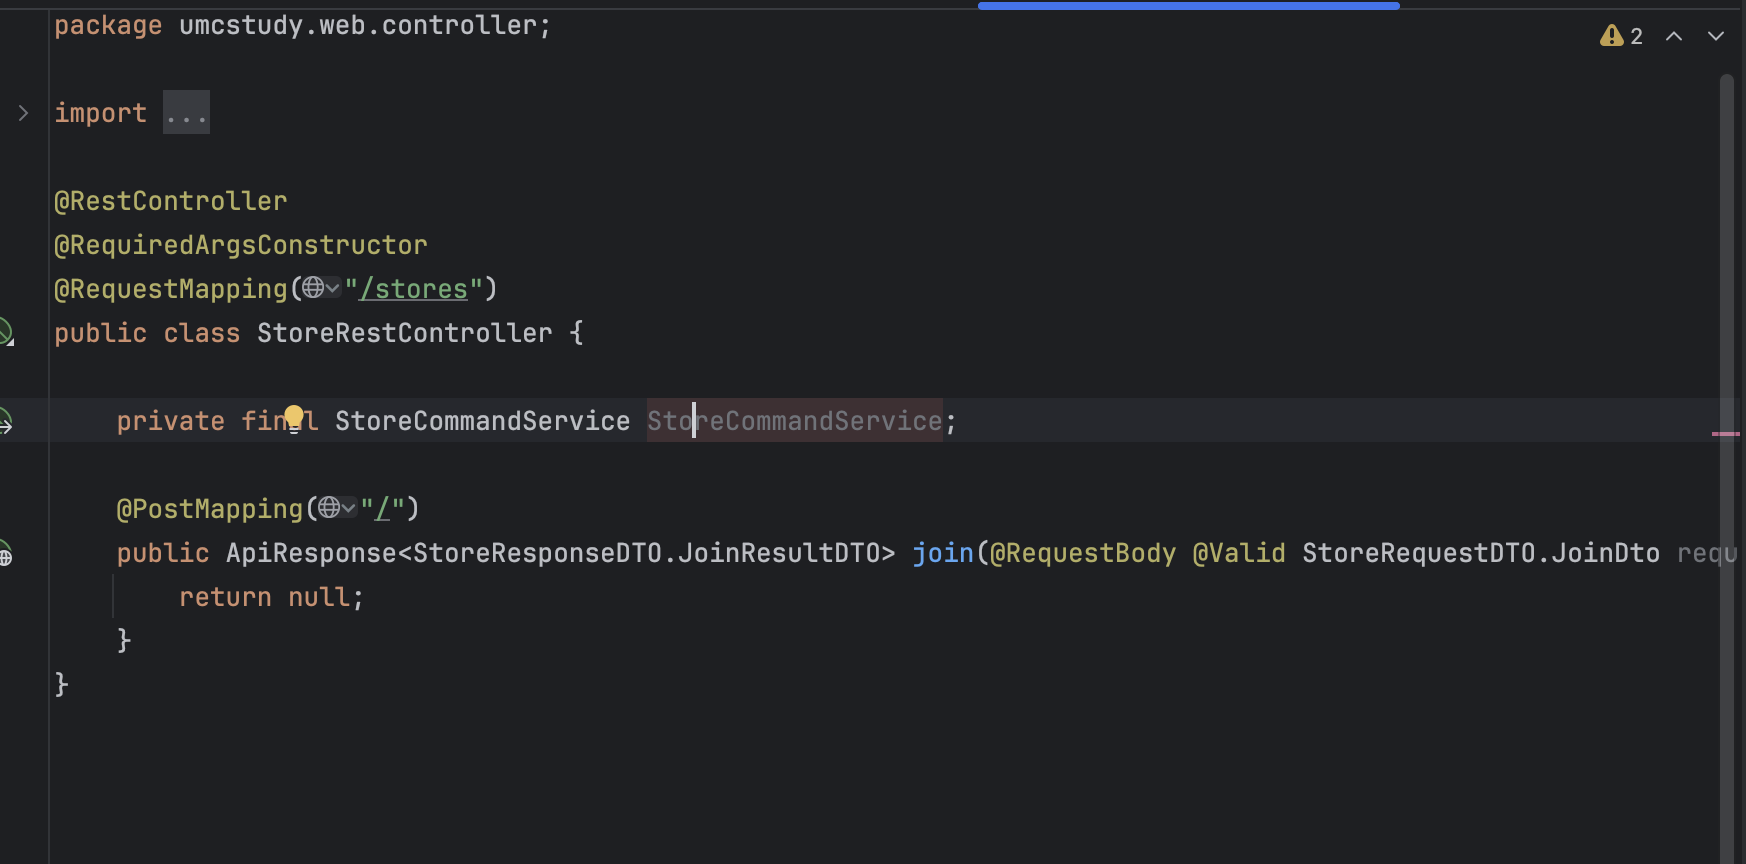 package umcstudy.web.controller;
2
import ...
@RestController
@RequiredArgsConstructor
@RequestMapping("/stores")
public class StoreRestController {
private final StoreCommandService StoreCommandService;
@PostMapping("/")
public ApiResponse<StoreResponseDTO.JoinResultDTO> join(@RequestBody @Valid StoreRequestDTO.JoinDto requ
return null;
}
}